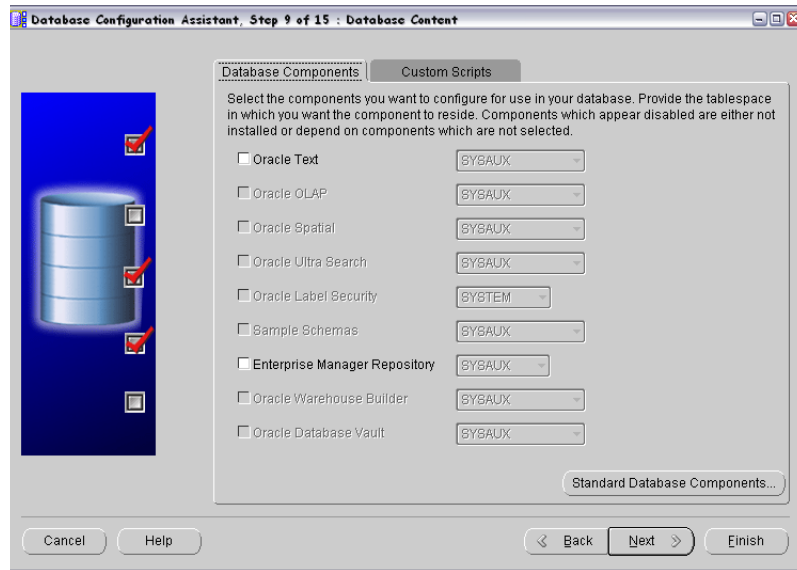 Database Configuration Assistant, Step 9 of 15 : Database Content
Database Components
Custom Scripts
Select the components you want to configure for use in your database. Provide the tablespace
in which you want the component to reside. Components which appear disabled are either not
installed or depend on components which are not selected.
Oracle Text SYSAUX
Oracle OLAP SYSAUX
Oracle Spatial SYSAUX
Oracle Ultra Search SYSAUX
Oracle Label Security SYSTEM
Sample Schemas SYSAUX
Enterprise Manager Repository SYSAUX
Oracle Warehouse Builder SYSAUX
Oracle Database Vault SYSAUX
Standard Database Components...
Cancel Help Back Next Finish